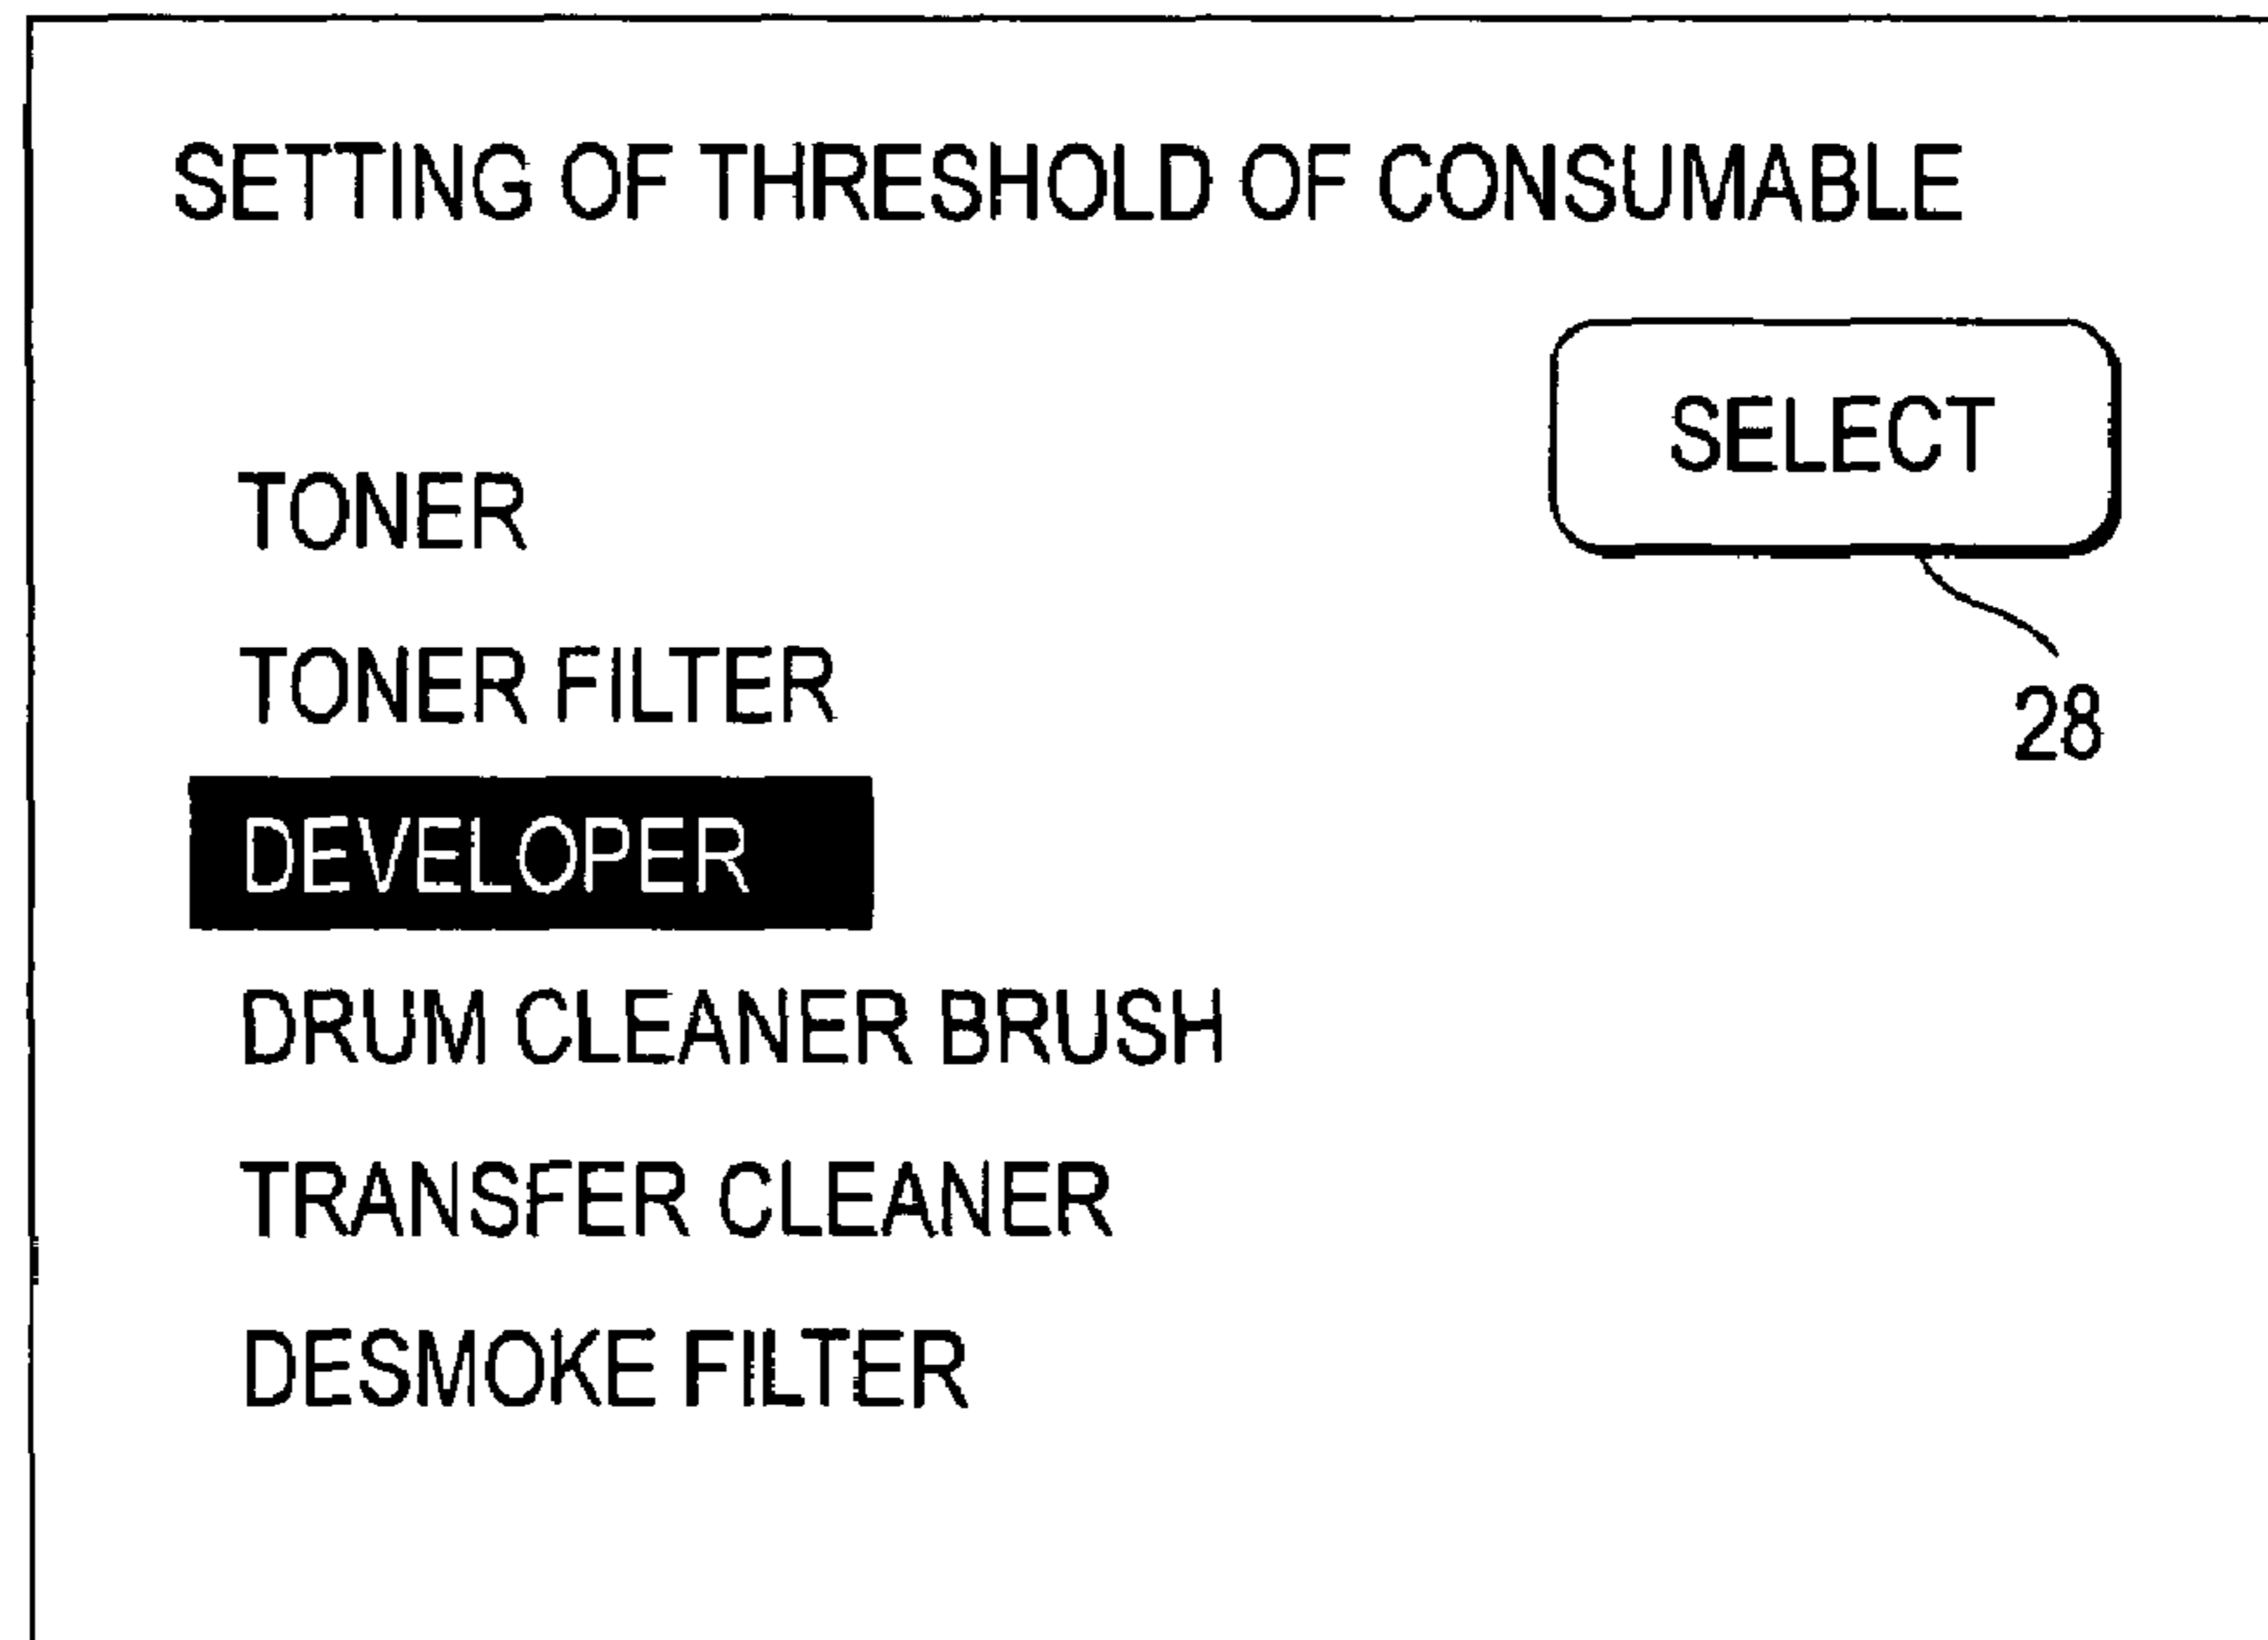 SETTING OF THRESHOLD OF CONSUMABLE
SELECT
TONER
TONER FILTER
28
DEVELOPER
DRUM CLEANER BRUSH
TRANSFER CLEANER
DESMOKE FILTER